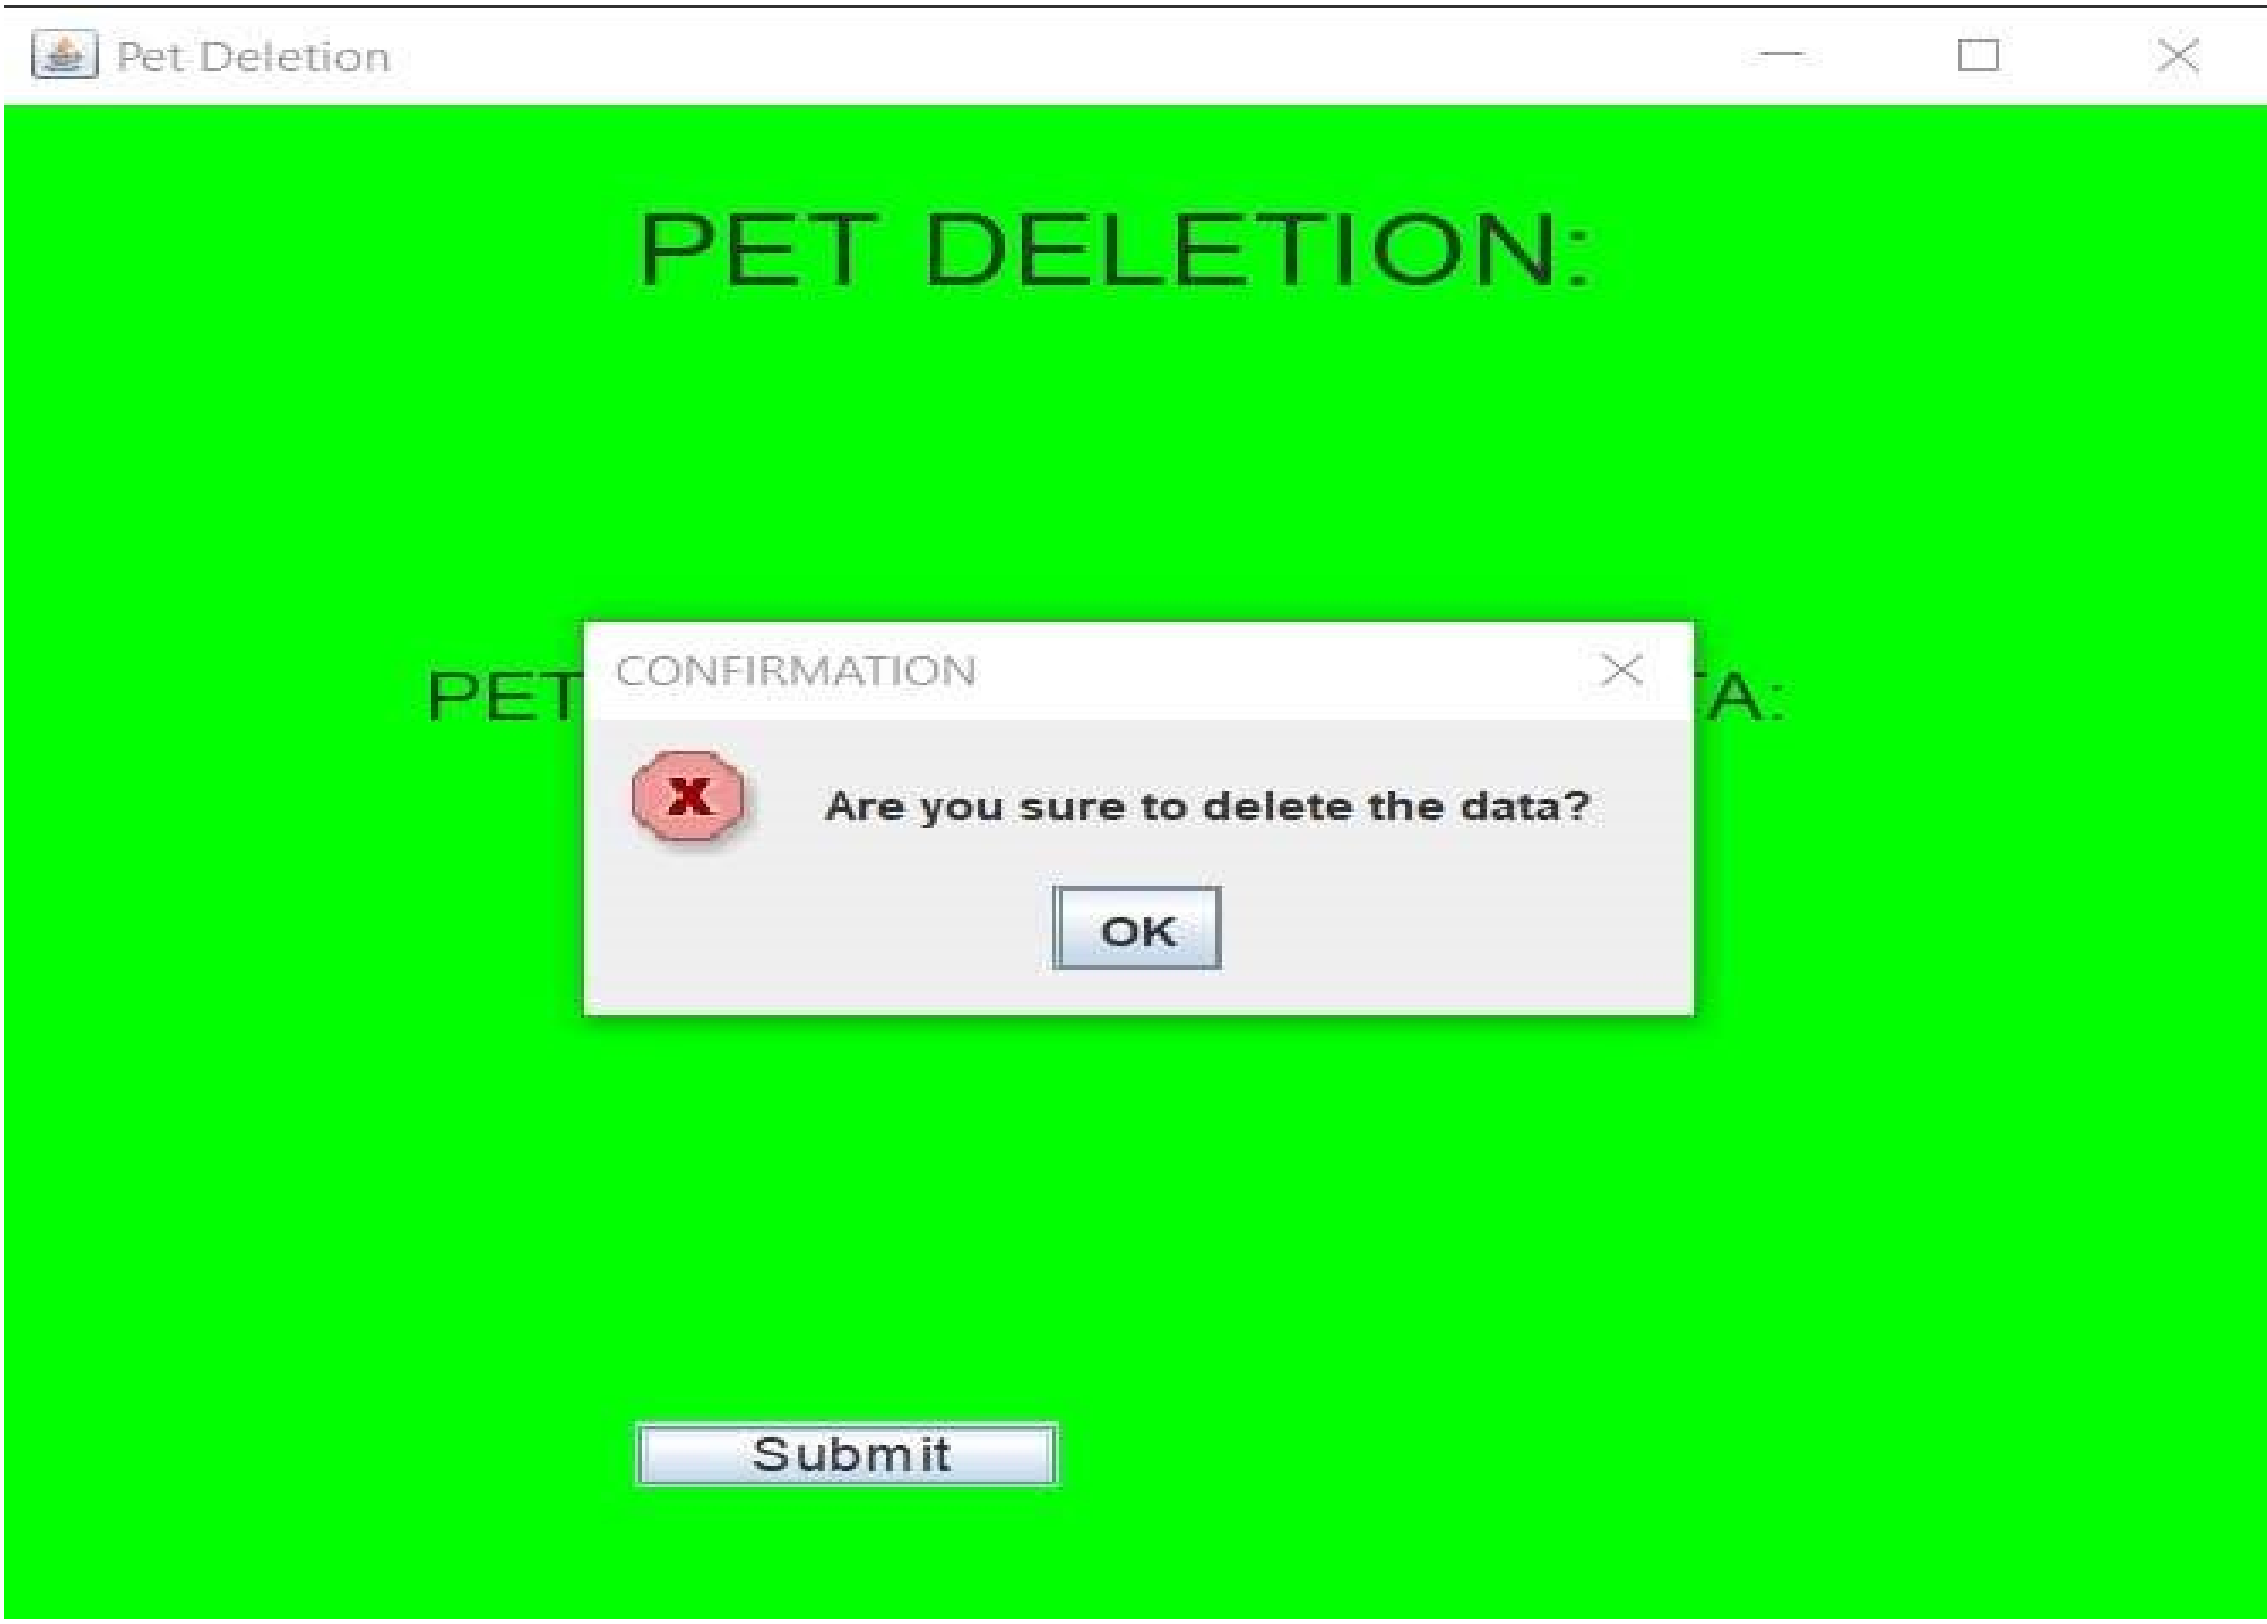 Pet Deletion
PET DELETION:
CONFIRMATION
PET
A:
Are you sure to delete the data?
OK
Submit